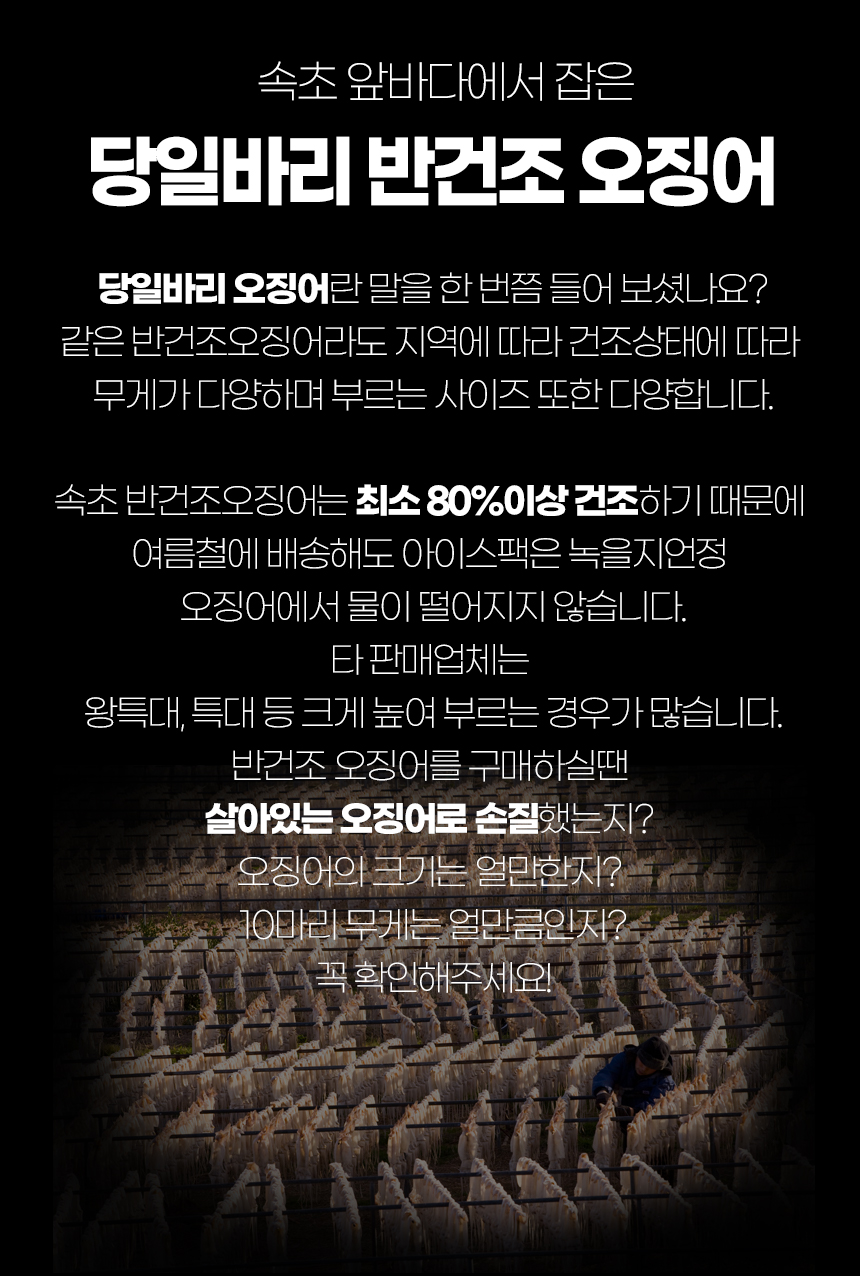 속초 앞바다에서 잡은
당일바리 반건조 오징어
당일바리 오징어란 말을 한 번쯤 들어 보셨나요?
같은 반건조오징어라도 지역에 따라 건조상태에 따라
무게가 다양하며 부르는 사이즈 또한 다양합니다.
속초 반건조오징어는 최소 80%이상 건조하기 때문에
여름철에 배송해도 아이스팩은 녹을지언정
오징어에서 물이 떨어지지 않습니다.
타 판매업체는
왕특대, 특대 등 크게 높여 부르는 경우가 많습니다.
반건조 오징어를 구매하실땐
살아있는 오징어로 손질했는지?
오징어의 크기는 얼만한지?
10마리 무게는 얼만큼인지?
꼭 확인해주세요!